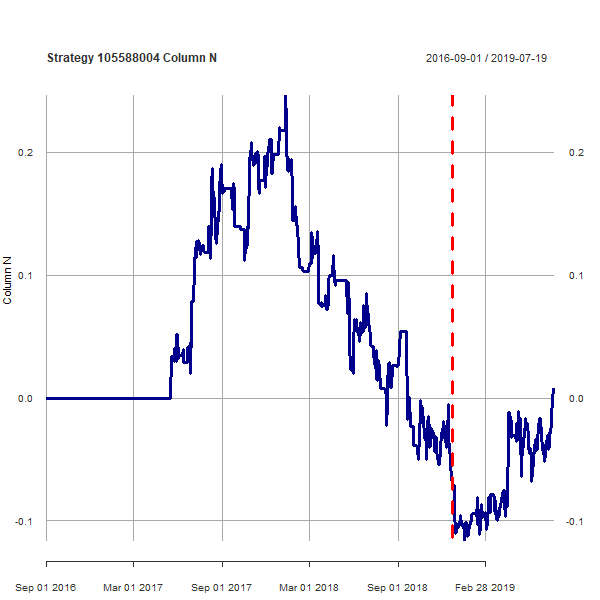 Strategy 105588004 Column N
2016-09-01 / 2019-07-19
0.2
0.2
0.1
0.1
Column N
0.0
0.0
-0.1
-0.1
Sep 01 2016
Mar 01 2017
Sep 01 2017
Mar 01 2018
Sep 01 2018
Feb 28 2019